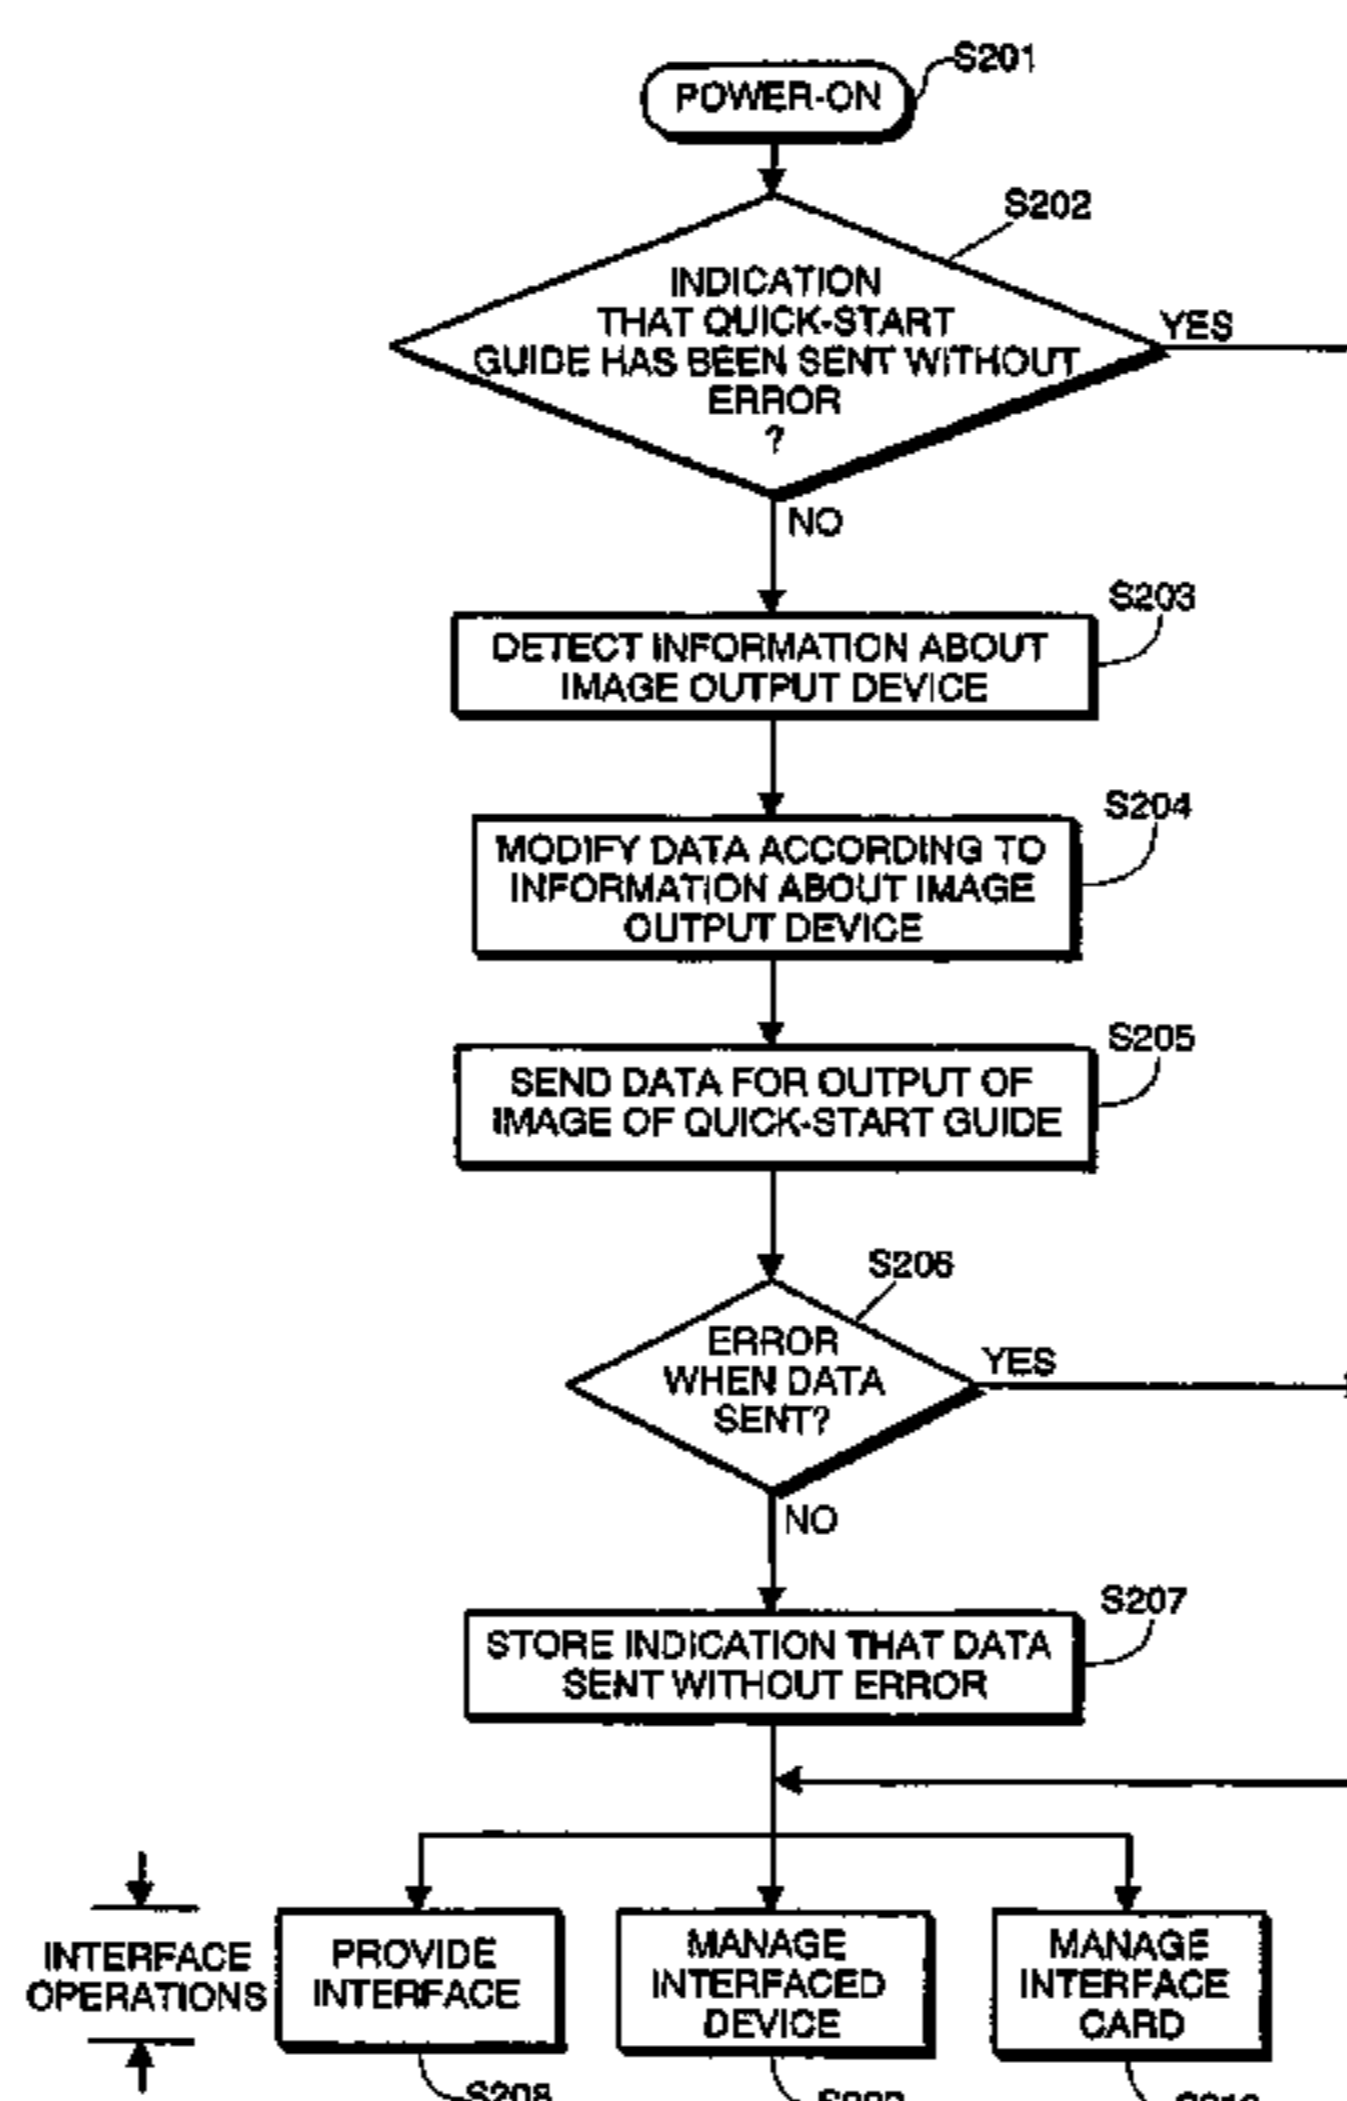 POWER-ON
S201
S202
INDICATION
THAT QUICK-START
GUIDE HAS BEEN SENT WITHOUT
ERROR
?
YES
NO
S203
DETECT INFORMATION ABOUT
IMAGE OUTPUT DEVICE
S204
MODIFY DATA ACCORDING TO
INFORMATION ABOUT IMAGE
OUTPUT DEVICE
S205
SEND DATA FOR OUTPUT OF
IMAGE OF QUICK-START GUIDE
S206
ERROR
WHEN DATA
SENT?
YES
NO
S207
STORE INDICATION THAT DATA
SENT WITHOUT ERROR
INTERFACE
OPERATIONS
PROVIDE
INTERFACE
MANAGE
INTERFACED
DEVICE
MANAGE
INTERFACE
CARD
S208